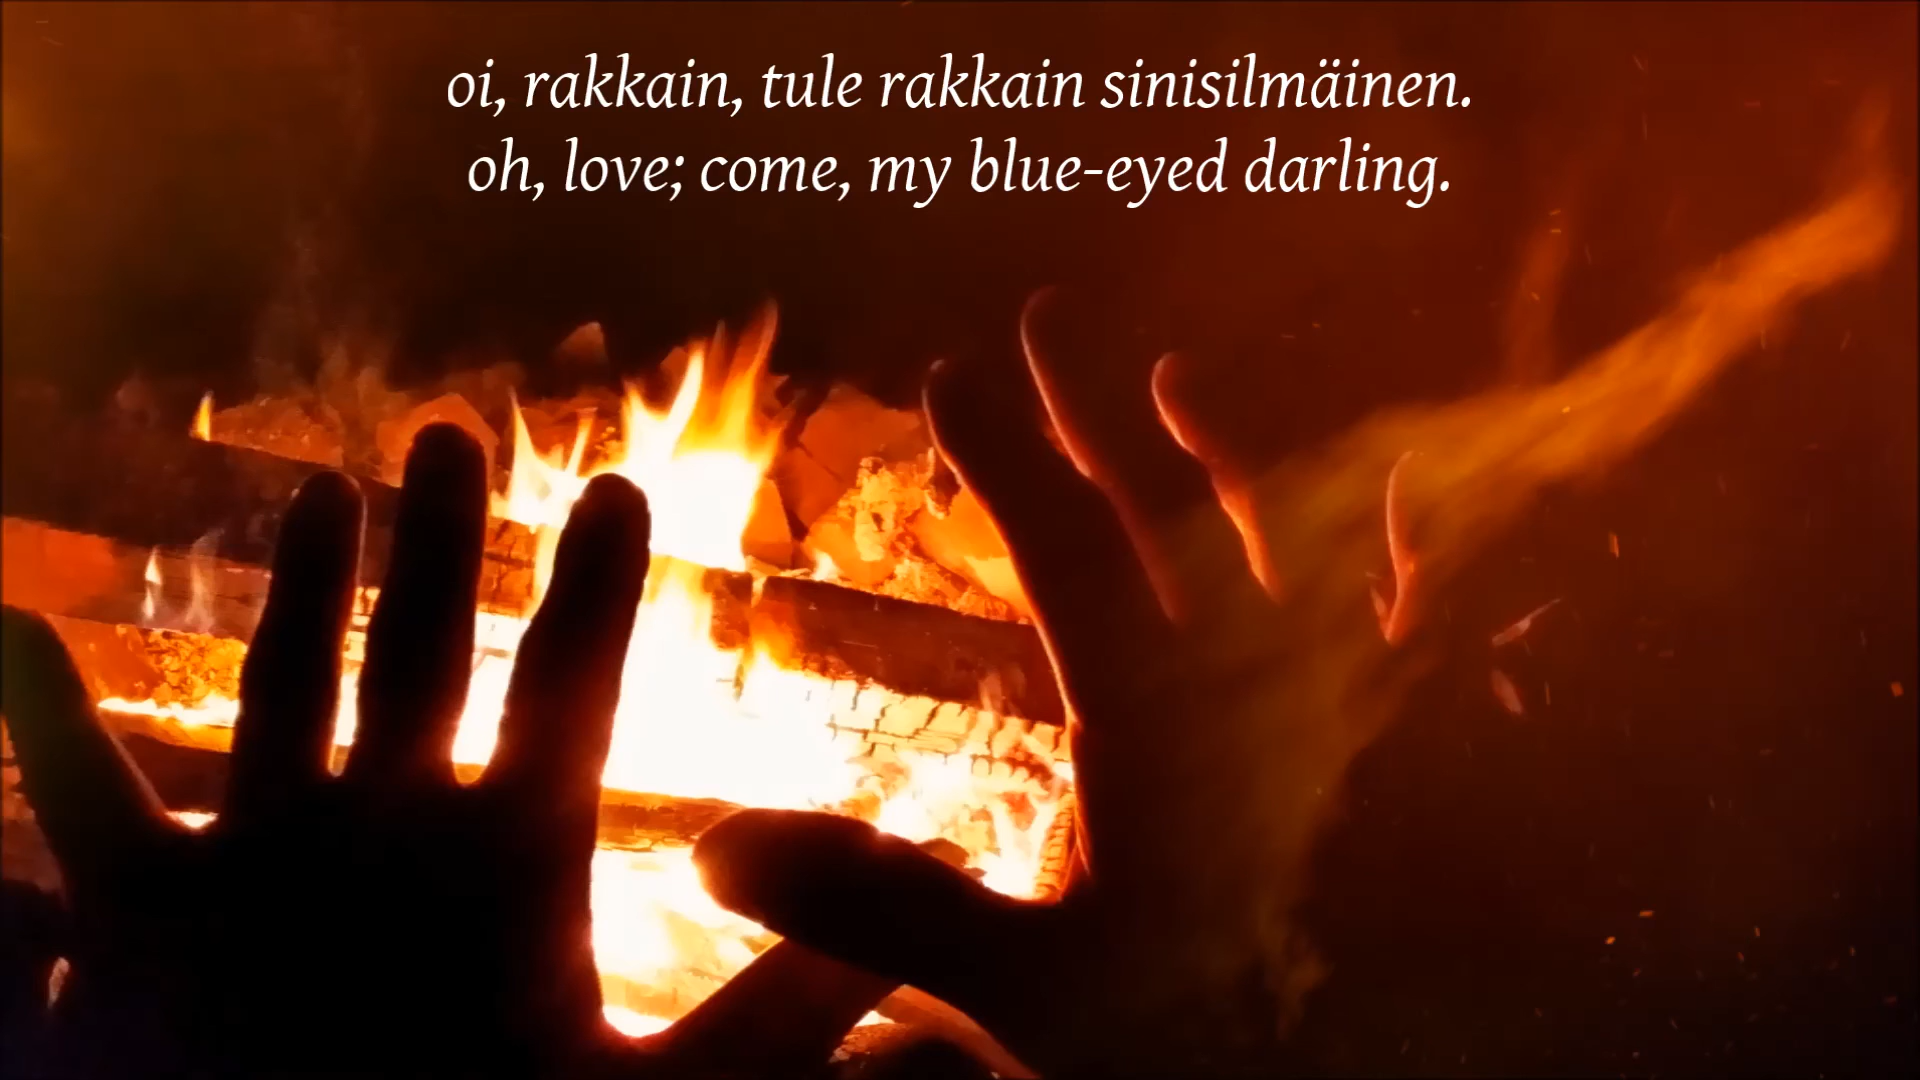 oi, rakkain, tule rakkain sinisilmäinen.
oh, love; come, my blue-eyed darling.